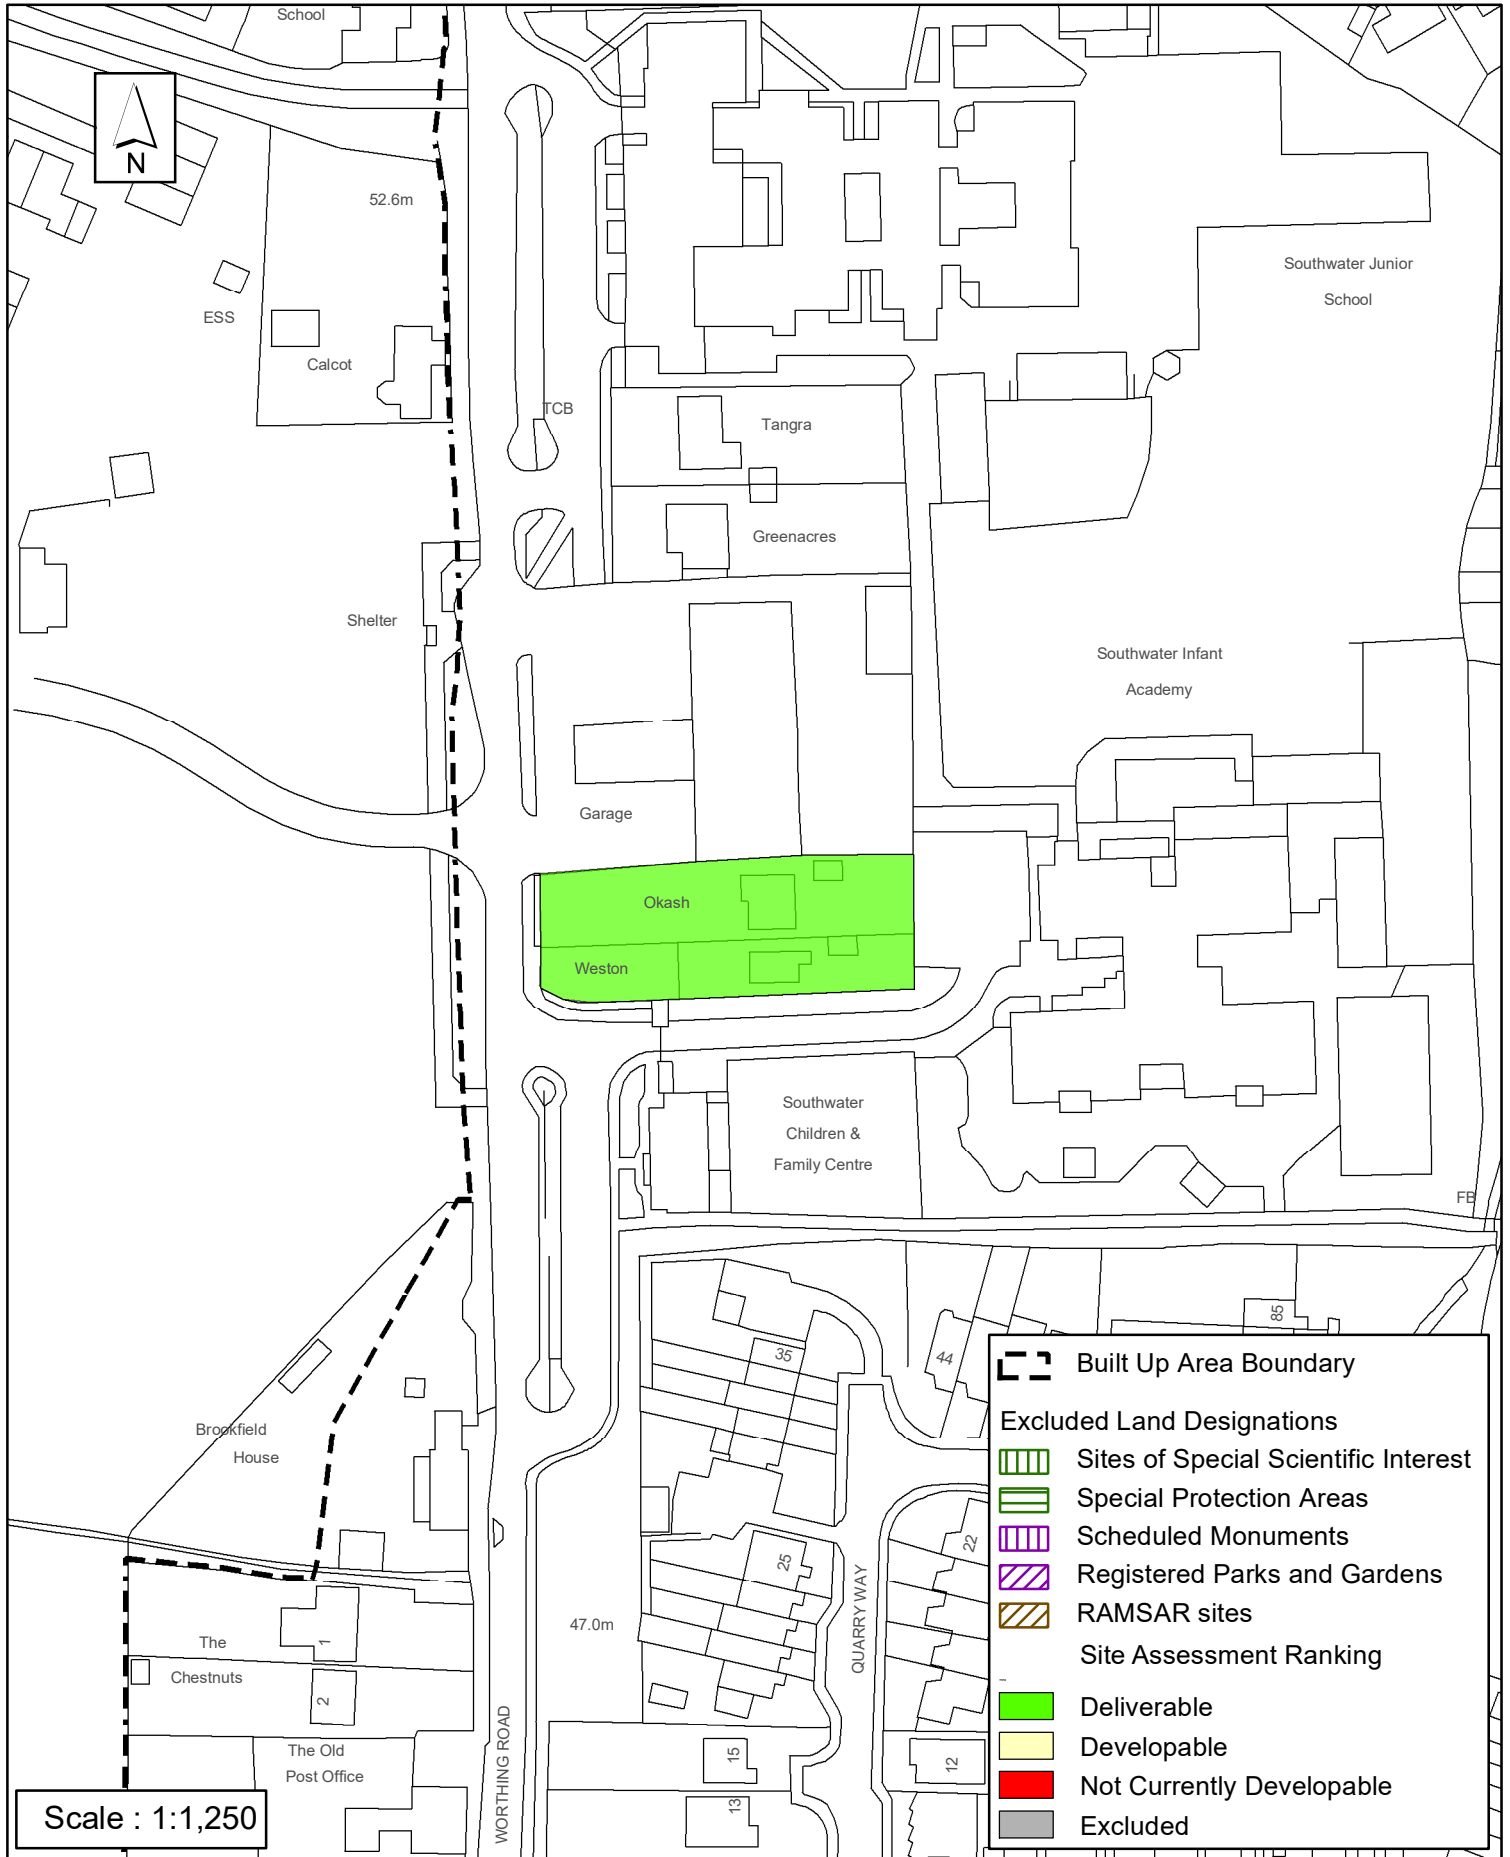 School
N
52.6m
ESS
Calcot
TCB
Southwater Junior
School
Tangra
Greenacres
Shelter
Southwater Infant
Academy
Garage
Okash
Weston
Southwater
Children &
Family Centre
FB
35
44
85
Brookfield
House
25
22
QUARRY WAY
47.0m
The
Chestnuts
1
2
The Old
Post Office
WORTHING ROAD
15
13
12
Scale : 1:1,250
Built Up Area Boundary
Excluded Land Designations
Sites of Special Scientific Interest
Special Protection Areas
Scheduled Monuments
Registered Parks and Gardens
RAMSAR sites
Site Assessment Ranking
Deliverable
Developable
Not Currently Developable
Excluded